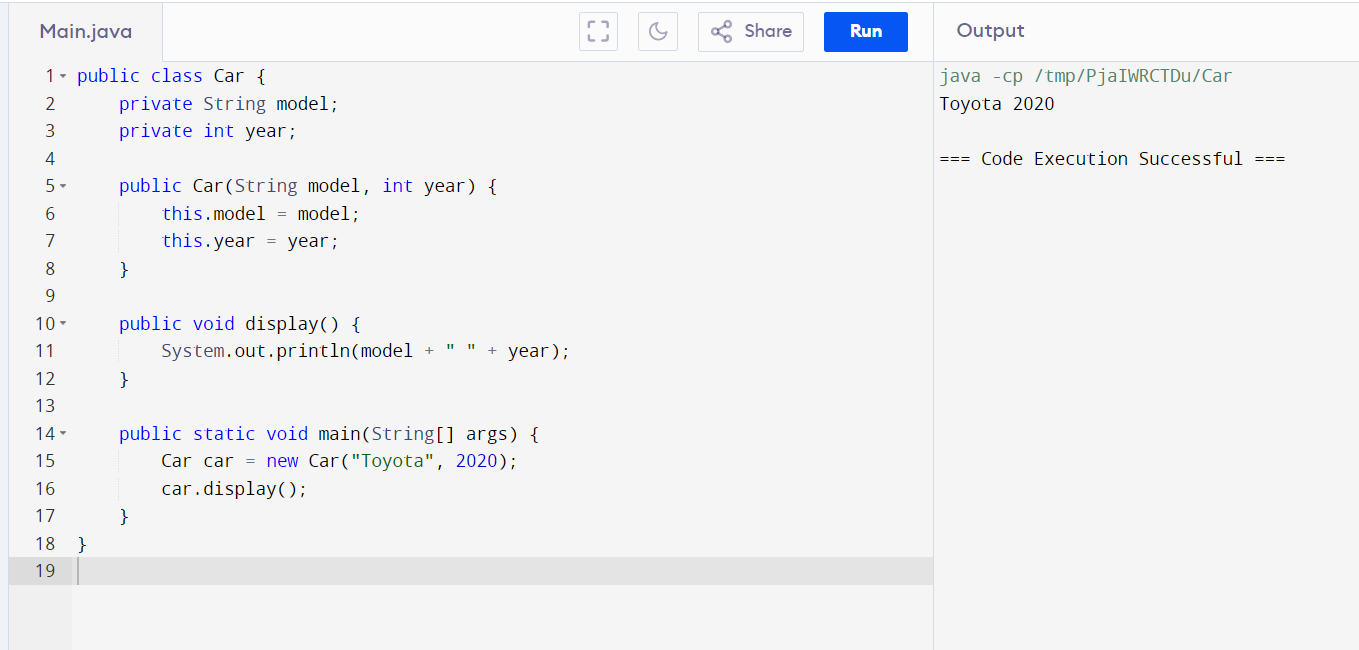 Main.java
Share
Run
Output
1 public class Car {
2     private String model;
3     private int year;
4
5     public Car(String model, int year) {
6         this.model = model;
7         this.year = year;
8     }
9
10     public void display() {
11         System.out.println(model + " " + year);
12     }
13
14     public static void main(String[] args) {
15         Car car = new Car("Toyota", 2020);
16         car.display();
17     }
18 }
19
java -cp /tmp/PjaIWRCTDu/Car
Toyota 2020
=== Code Execution Successful ===